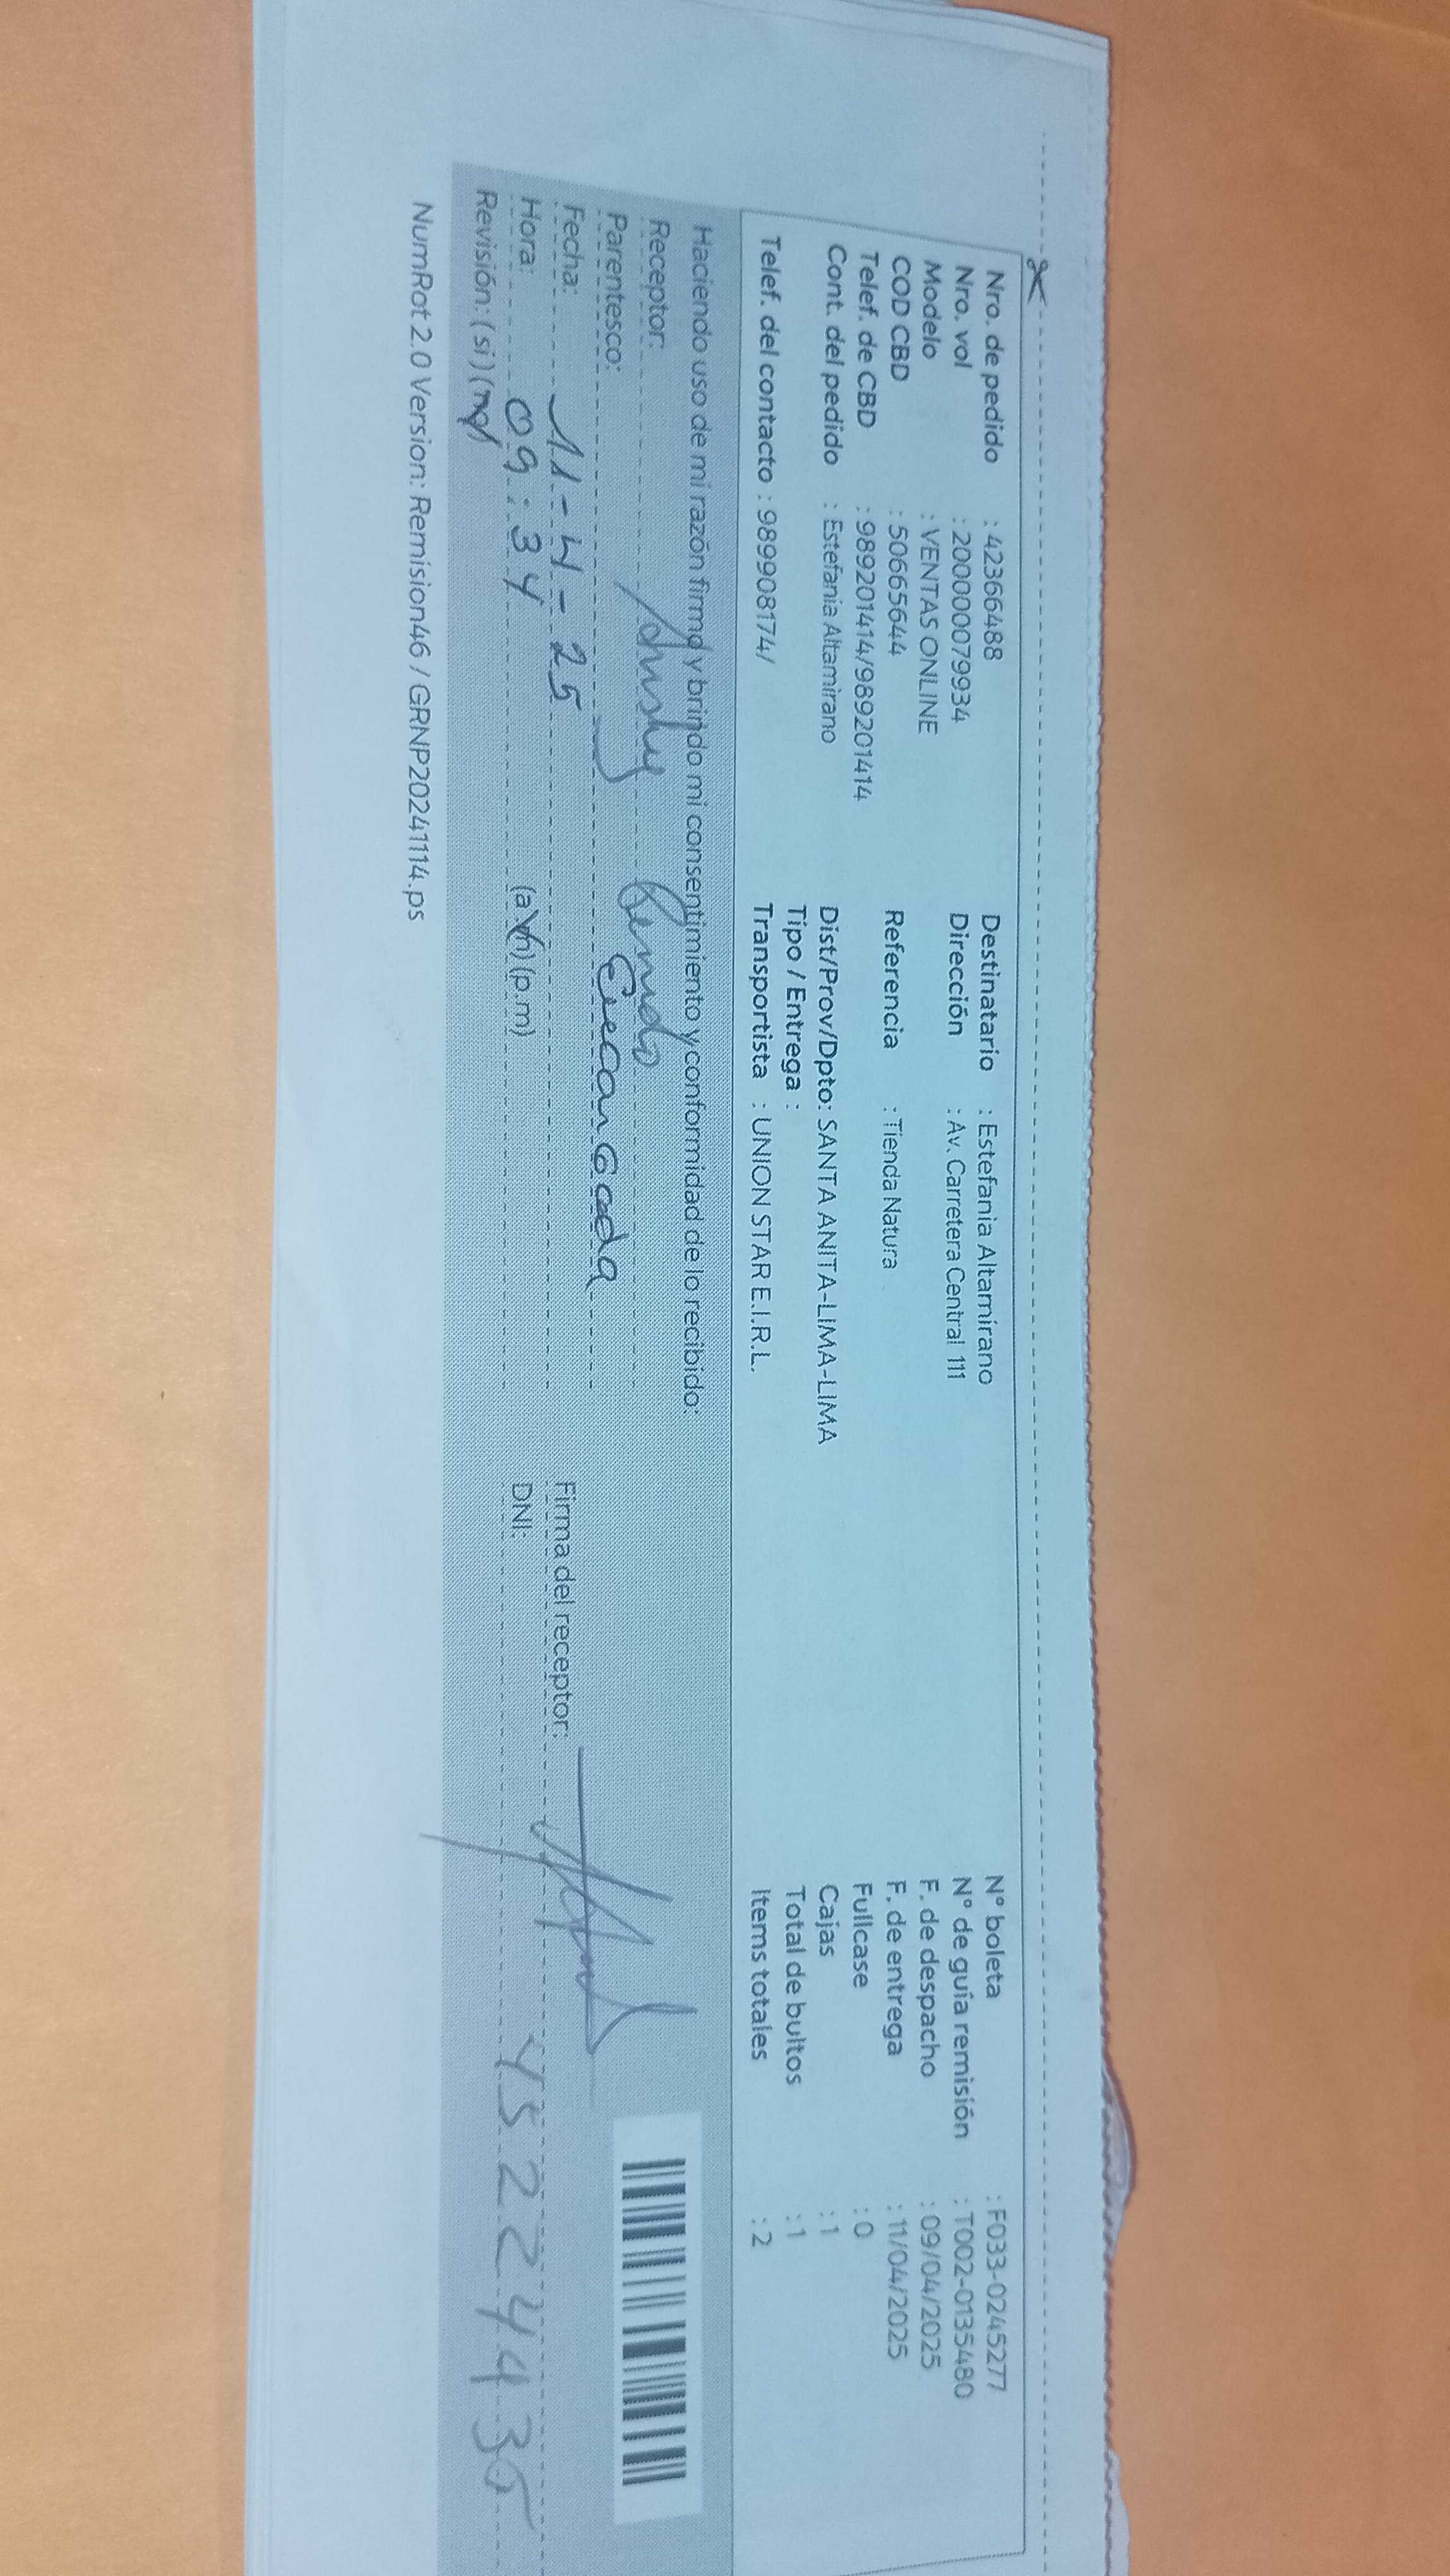 Nro. de pedido : 42366488
Nro. vol : 200000079934
Modelo : VENTAS ONLINE
COD CBD : 50665644
Telef. de CBD : 989201414/989201414
Cont. del pedido : Estefania Altamirano
Telef. del contacto : 989908174/
Destinatario : Estefania Altamirano
Dirección : Av. Carretera Central 111
Referencia : Tienda Natura
Dist/Prov/Dpto: SANTA ANITA-LIMA-LIMA
Tipo / Entrega :
Transportista : UNION STAR E.I.R.L.
N° boleta : F033-0245277
N° de guía remisión : T002-0135480
F. de despacho : 09/04/2025
F. de entrega : 11/04/2025
Fullcase : 0
Cajas : 1
Total de bultos : 1
Items totales : 2
Haciendo uso de mi razón firmo y brindo mi consentimiento y conformidad de lo recibido:
Receptor:
Parentesco:
Fecha: 11-4-25
Hora: 09:34 (a.m) (p.m)
Revisión: (si) (no)
Firma del receptor:
DNI:
NumRot 2.0 Version: Remision46 / GRNP20241114.ps